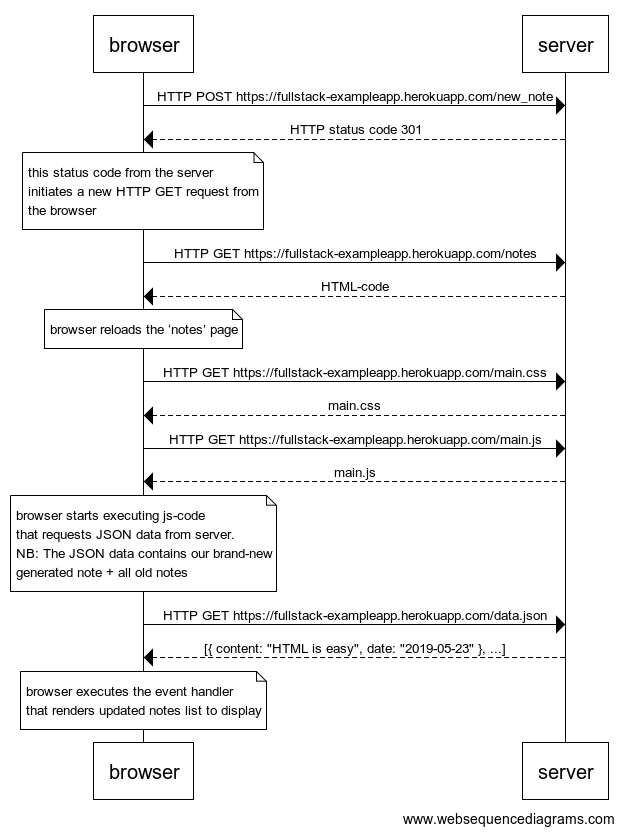 browser
server
HTTP POST https://fullstack-exampleapp.herokuapp.com/new_note
HTTP status code 301
this status code from the server
initiates a new HTTP GET request from
the browser
HTTP GET https://fullstack-exampleapp.herokuapp.com/notes
HTML-code
browser reloads the ‘notes’ page
HTTP GET https://fullstack-exampleapp.herokuapp.com/main.css
main.css
HTTP GET https://fullstack-exampleapp.herokuapp.com/main.js
main.js
browser starts executing js-code
that requests JSON data from server.
NB: The JSON data contains our brand-new
generated note + all old notes
HTTP GET https://fullstack-exampleapp.herokuapp.com/data.json
[{ content: "HTML is easy", date: "2019-05-23" }, ...]
browser executes the event handler
that renders updated notes list to display
browser
server
www.websequencediagrams.com